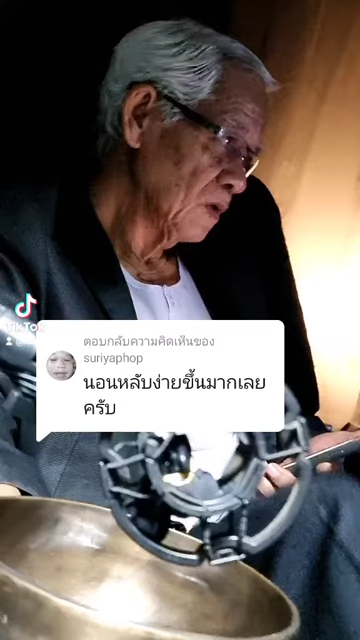 TikTok
ตอบกลับความคิดเห็นของ
suriyaphop
นอนหลับง่ายขึ้นมากเลย
ครับ